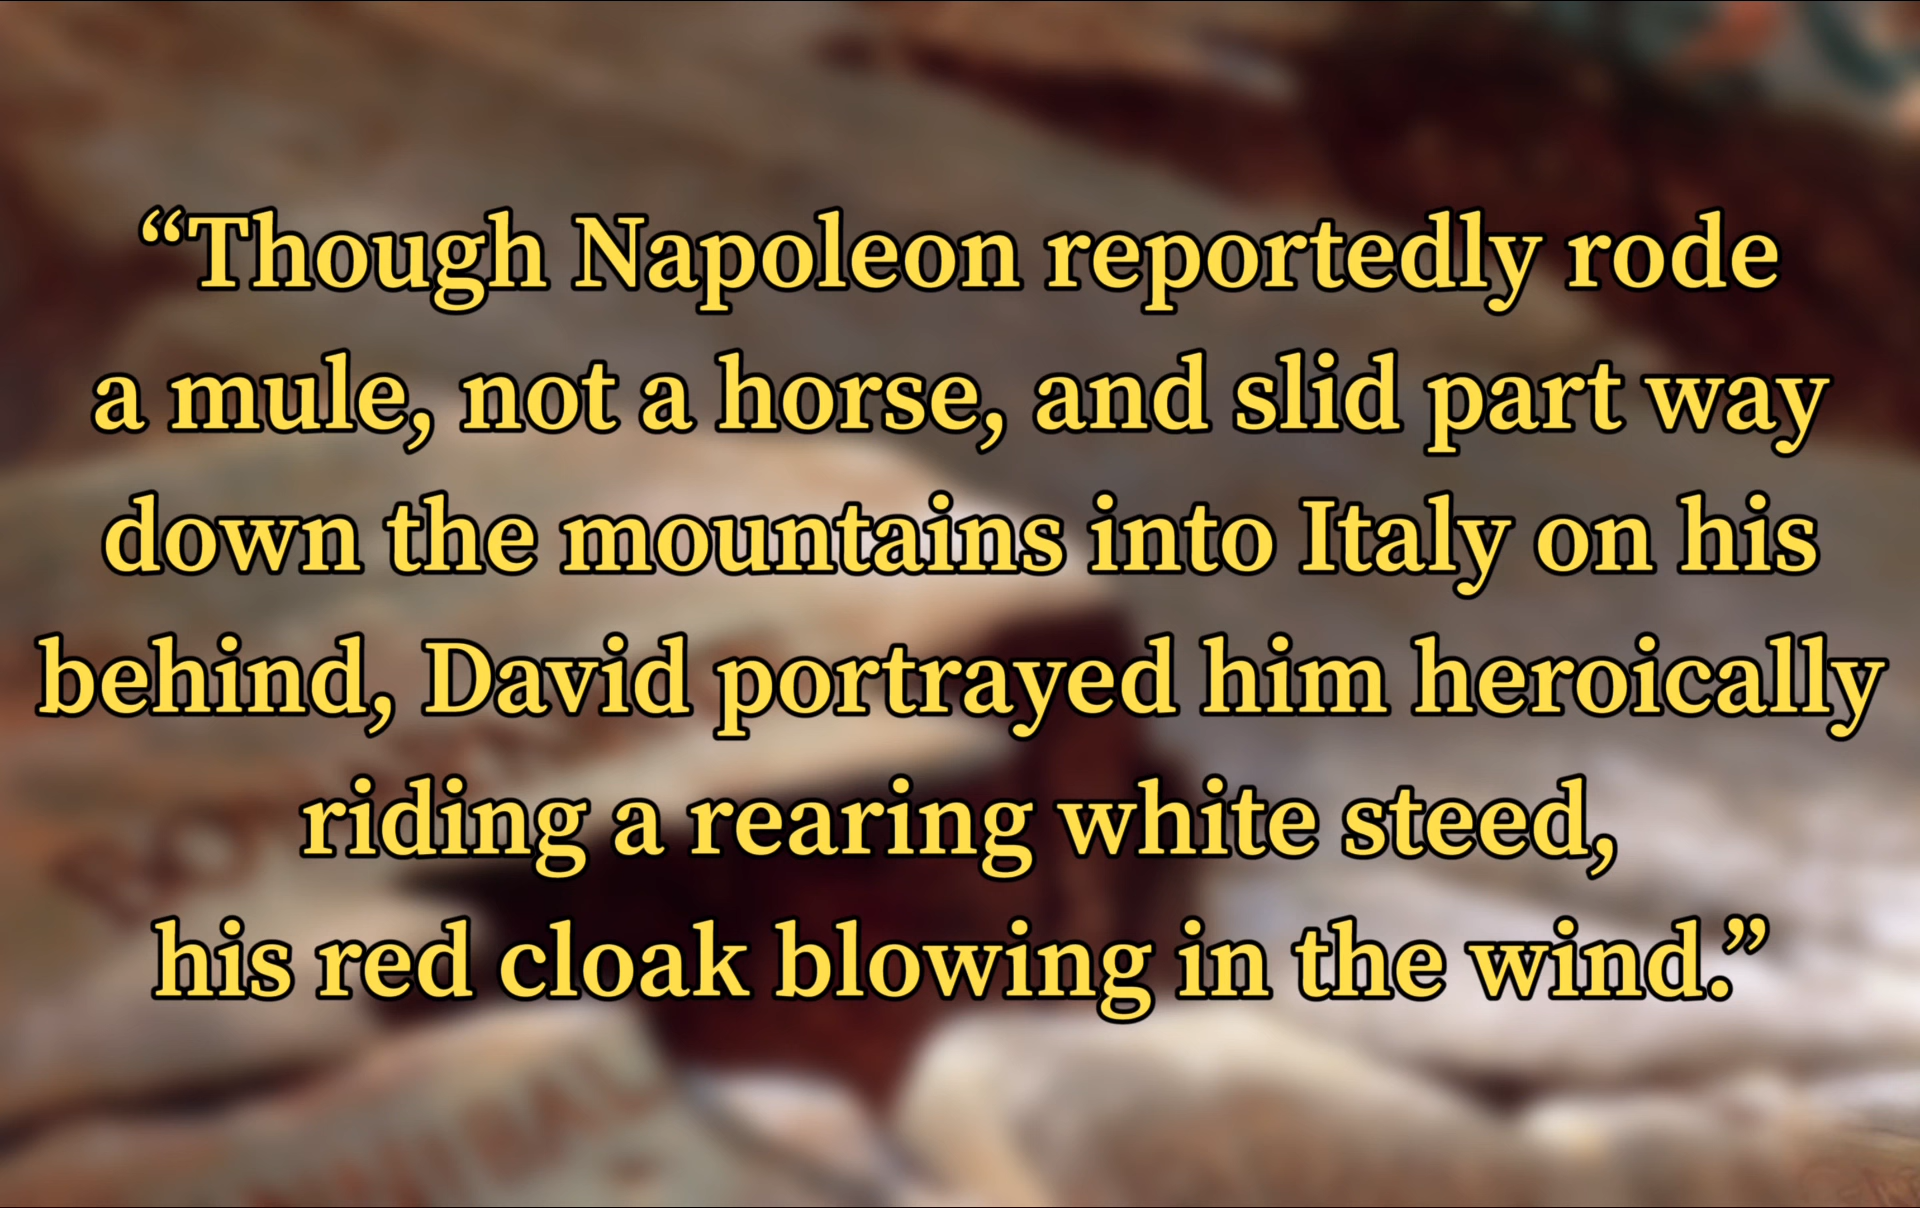 “Though Napoleon reportedly rode
a mule, not a horse, and slid part way
down the mountains into Italy on his
behind, David portrayed him heroically
riding a rearing white steed,
his red cloak blowing in the wind.”